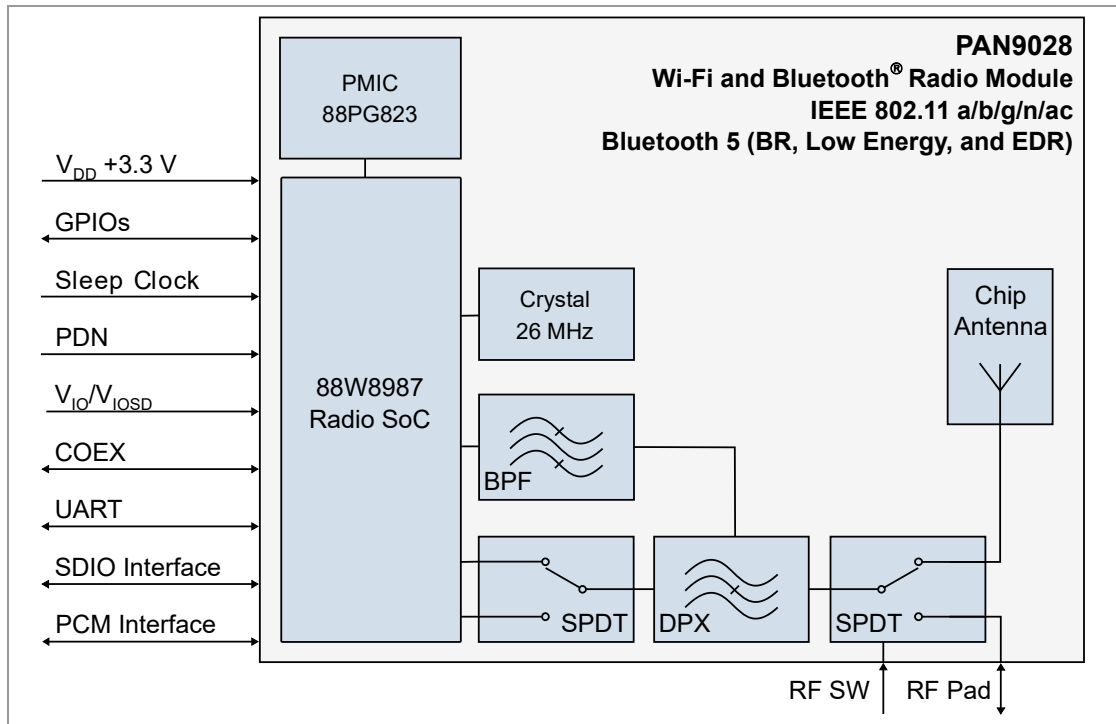 PAN9028
Wi-Fi and Bluetooth® Radio Module
IEEE 802.11 a/b/g/n/ac
Bluetooth 5 (BR, Low Energy, and EDR)
PMIC
88PG823
VDD +3.3 V
GPIOs
Sleep Clock
PDN
VIO/VIOSD
COEX
UART
SDIO Interface
PCM Interface
88W8987
Radio SoC
Crystal
26 MHz
BPF
SPDT
DPX
SPDT
Chip
Antenna
RF SW
RF Pad